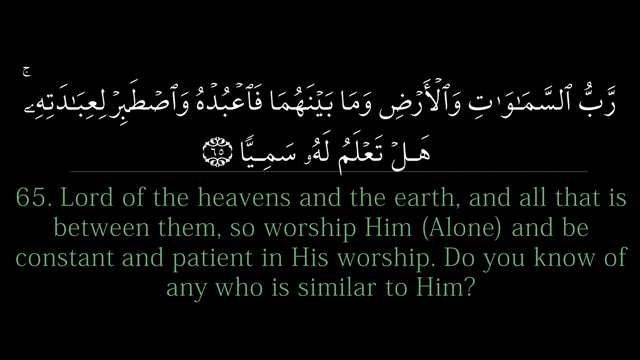 رَّبُّ ٱلسَّمَـٰوَٰتِ وَٱلْأَرْضِ وَمَا بَيْنَهُمَا فَٱعْبُدْهُ وَٱصْطَبِرْ لِعِبَـٰدَتِهِۦ ۚ
هَلْ تَعْلَمُ لَهُۥ سَمِيًّا ٦٥
65. Lord of the heavens and the earth, and all that is
between them, so worship Him (Alone) and be
constant and patient in His worship. Do you know of
any who is similar to Him?